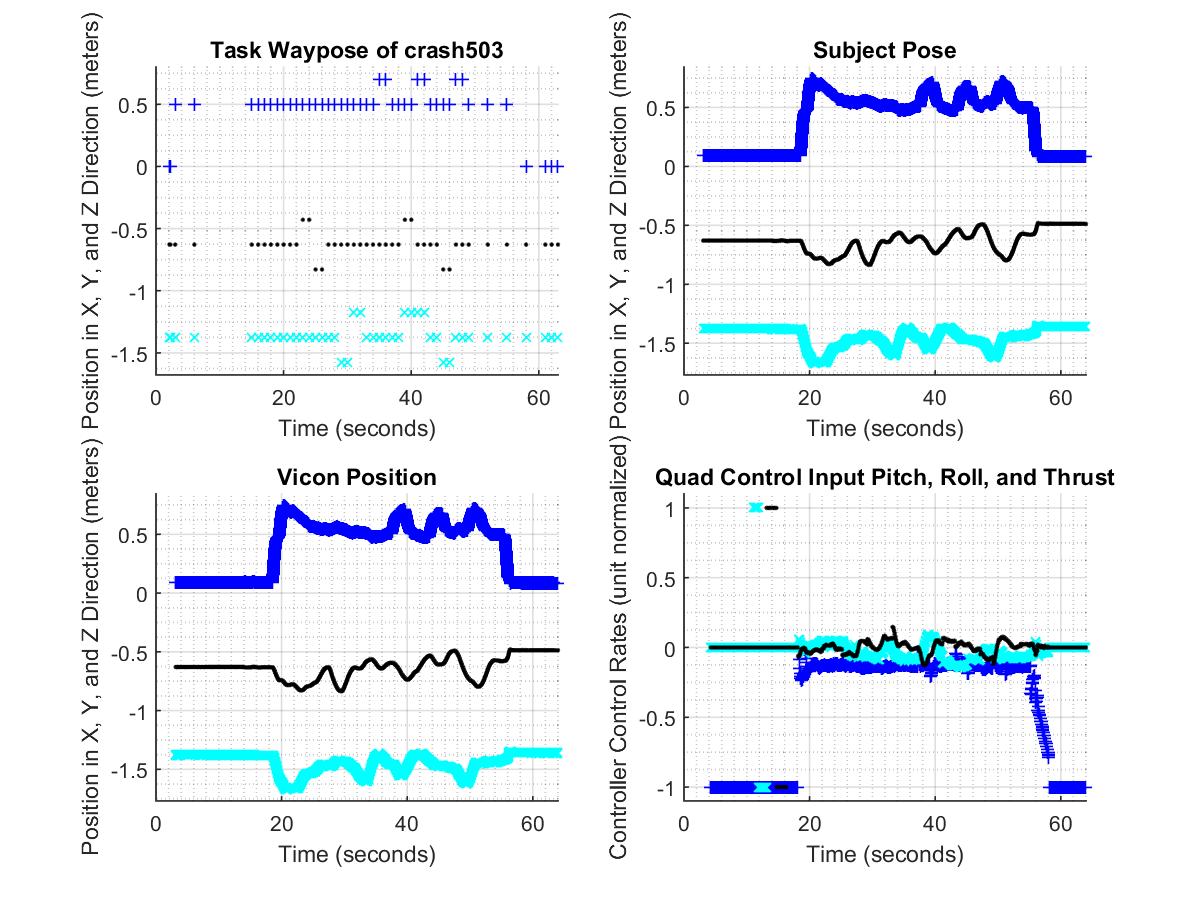 Task Waypose of crash503
Position in X, Y, and Z Direction (meters)
0.5
0
-0.5
-1
-1.5
0 20 40 60
Time (seconds)
Subject Pose
Position in X, Y, and Z Direction (meters)
0.5
0
-0.5
-1
-1.5
0 20 40 60
Time (seconds)
Vicon Position
Position in X, Y, and Z Direction (meters)
0.5
0
-0.5
-1
-1.5
0 20 40 60
Time (seconds)
Quad Control Input Pitch, Roll, and Thrust
Controller Control Rates (unit normalized)
1
0.5
0
-0.5
-1
0 20 40 60
Time (seconds)